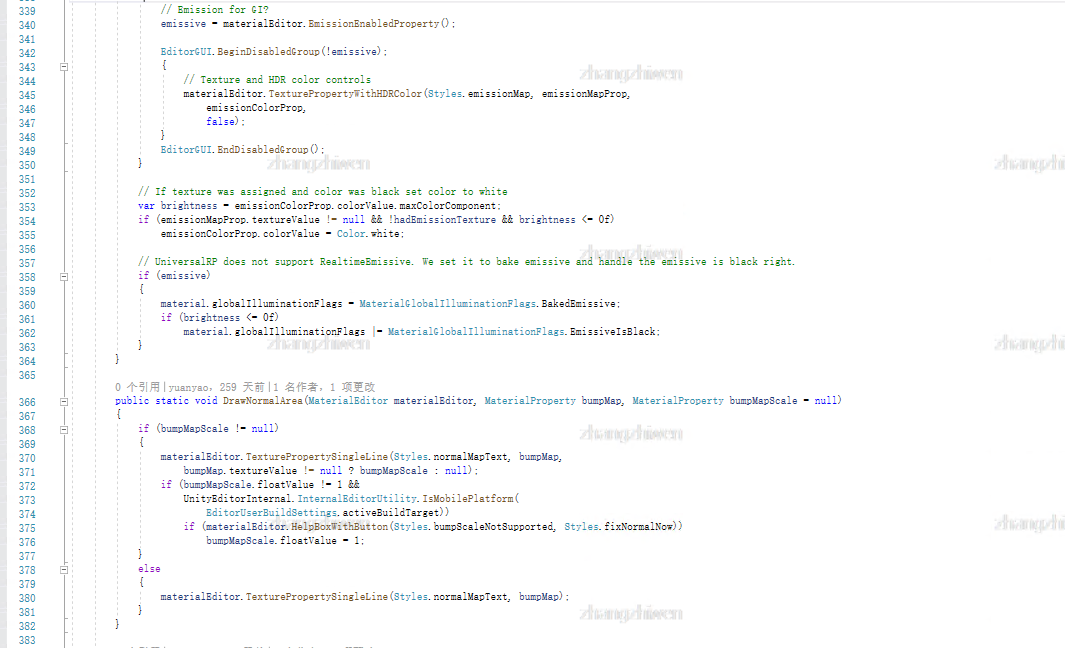 339 // Emission for GI?
340 emissive = materialEditor.EmissionEnabledProperty();
341
342 EditorGUI.BeginDisabledGroup(!emissive);
343 {
344 // Texture and HDR color controls
345 materialEditor.TexturePropertyWithHDRColor(Styles.emissionMap, emissionMapProp,
346 emissionColorProp,
347 false);
348 }
349 EditorGUI.EndDisabledGroup();
350 }
351
352 // If texture was assigned and color was black set color to white
353 var brightness = emissionColorProp.colorValue.maxColorComponent;
354 if (emissionMapProp.textureValue != null && !hadEmissionTexture && brightness <= 0f)
355 emissionColorProp.colorValue = Color.white;
356
357 // UniversalRP does not support RealtimeEmissive. We set it to bake emissive and handle the emissive is black right.
358 if (emissive)
359 {
360 material.globalIlluminationFlags = MaterialGlobalIlluminationFlags.BakedEmissive;
361 if (brightness <= 0f)
362 material.globalIlluminationFlags |= MaterialGlobalIlluminationFlags.EmissiveIsBlack;
363 }
364 }
365
0 个引用|yuanyao，259 天前|1 名作者，1 项更改
366 public static void DrawNormalArea(MaterialEditor materialEditor, MaterialProperty bumpMap, MaterialProperty bumpMapScale = null)
367 {
368 if (bumpMapScale != null)
369 {
370 materialEditor.TexturePropertySingleLine(Styles.normalMapText, bumpMap,
371 bumpMap.textureValue != null ? bumpMapScale : null);
372 if (bumpMapScale.floatValue != 1 &&
373 UnityEditorInternal.InternalEditorUtility.IsMobilePlatform(
374 EditorUserBuildSettings.activeBuildTarget))
375 if (materialEditor.HelpBoxWithButton(Styles.bumpScaleNotSupported, Styles.fixNormalNow))
376 bumpMapScale.floatValue = 1;
377 }
378 else
379 {
380 materialEditor.TexturePropertySingleLine(Styles.normalMapText, bumpMap);
381 }
382 }
383
zhangzhiwen
zhangzhiwen
zhangzhiwen
zhangzhiwen
zhangzhiwen
zhangzhiwen
zhangzhiwen